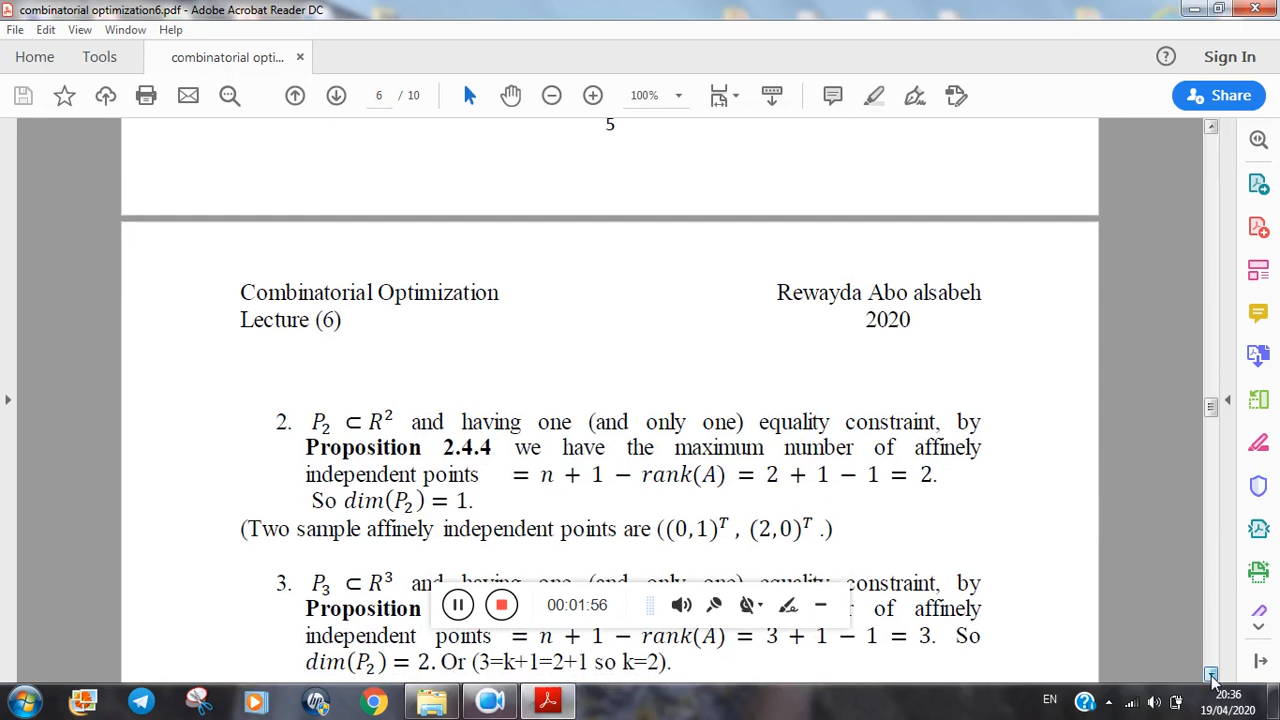 combinatorial optimization6.pdf - Adobe Acrobat Reader DC
File Edit View Window Help
Home Tools combinatorial opti... × Sign In
6 / 10 100% Share
5
Combinatorial Optimization Rewayda Abo alsabeh
Lecture (6) 2020
2. P₂ ⊂ R² and having one (and only one) equality constraint, by
Proposition 2.4.4 we have the maximum number of affinely
independent points = n + 1 − rank(A) = 2 + 1 − 1 = 2.
So dim(P₂) = 1.
(Two sample affinely independent points are ((0,1)ᵀ , (2,0)ᵀ .)
3. P₃ ⊂ R³ and having one (and only one) equality constraint, by
Proposition of affinely
independent points = n + 1 − rank(A) = 3 + 1 − 1 = 3. So
dim(P₂) = 2. Or (3=k+1=2+1 so k=2).
00:01:56
EN 20:36
19/04/2020